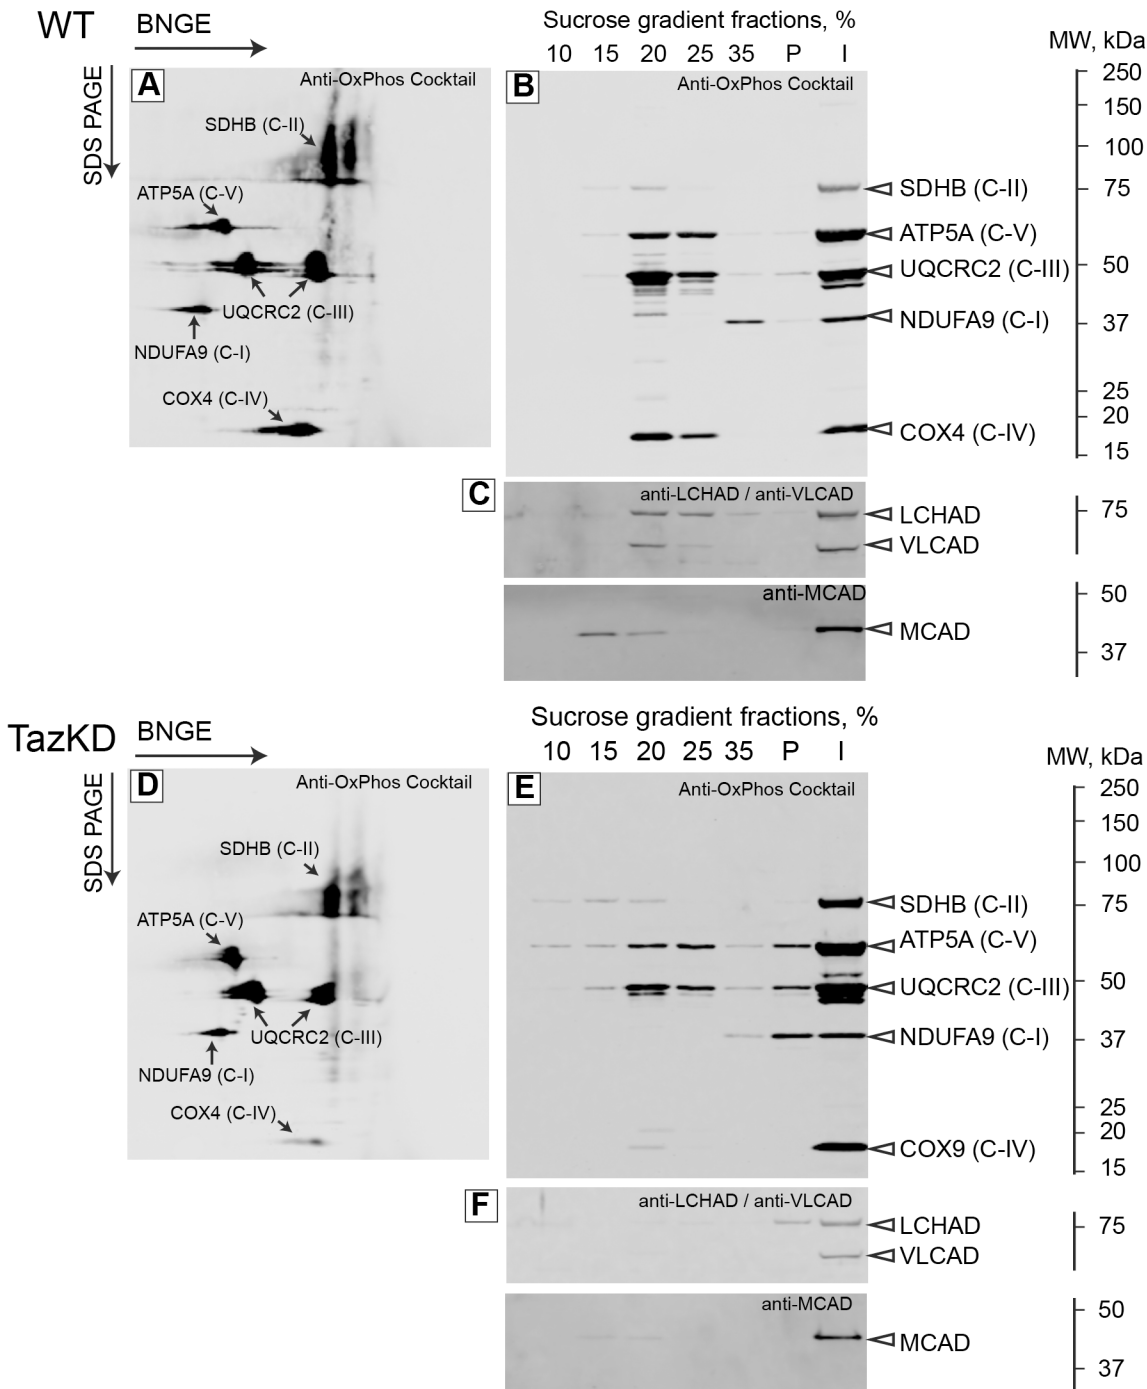 WT
BNGE
SDS PAGE
A
Anti-OxPhos Cocktail
SDHB (C-II)
ATP5A (C-V)
UQCRC2 (C-III)
NDUFA9 (C-I)
COX4 (C-IV)
Sucrose gradient fractions, %
10 15 20 25 35 P I
MW, kDa
B
Anti-OxPhos Cocktail
SDHB (C-II)
ATP5A (C-V)
UQCRC2 (C-III)
NDUFA9 (C-I)
COX4 (C-IV)
250
150
100
75
50
37
25
20
15
C
anti-LCHAD / anti-VLCAD
LCHAD
VLCAD
75
anti-MCAD
MCAD
50
37
TazKD
BNGE
SDS PAGE
D
Anti-OxPhos Cocktail
SDHB (C-II)
ATP5A (C-V)
UQCRC2 (C-III)
NDUFA9 (C-I)
COX4 (C-IV)
Sucrose gradient fractions, %
10 15 20 25 35 P I
MW, kDa
E
Anti-OxPhos Cocktail
SDHB (C-II)
ATP5A (C-V)
UQCRC2 (C-III)
NDUFA9 (C-I)
COX9 (C-IV)
250
150
100
75
50
37
25
20
15
F
anti-LCHAD / anti-VLCAD
LCHAD
VLCAD
75
anti-MCAD
MCAD
50
37